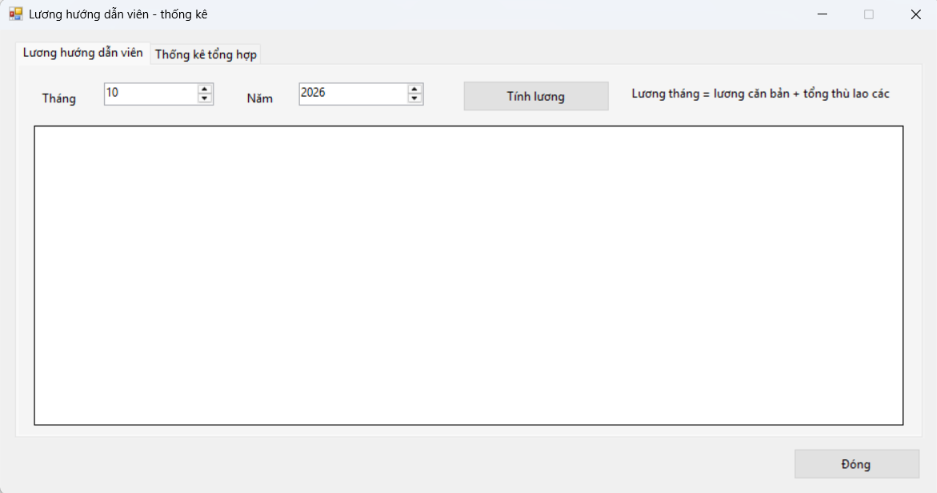 Lương hướng dẫn viên - thống kê
Lương hướng dẫn viên
Thống kê tổng hợp
Tháng
10
Năm
2026
Tính lương
Lương tháng = lương căn bản + tổng thù lao các
Đóng